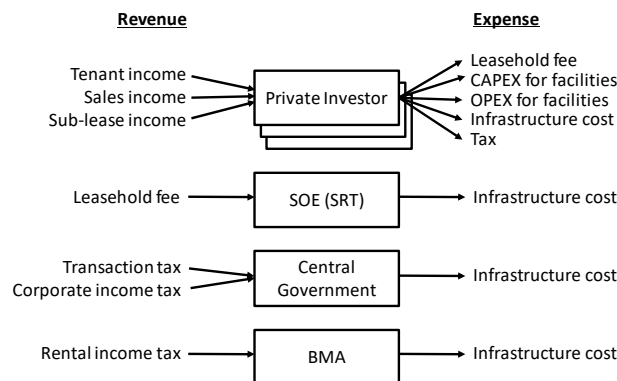 Revenue
Expense
Tenant income
Sales income
Sub-lease income
Private Investor
Leasehold fee
CAPEX for facilities
OPEX for facilities
Infrastructure cost
Tax
Leasehold fee
SOE (SRT)
Infrastructure cost
Transaction tax
Corporate income tax
Central
Government
Infrastructure cost
Rental income tax
BMA
Infrastructure cost